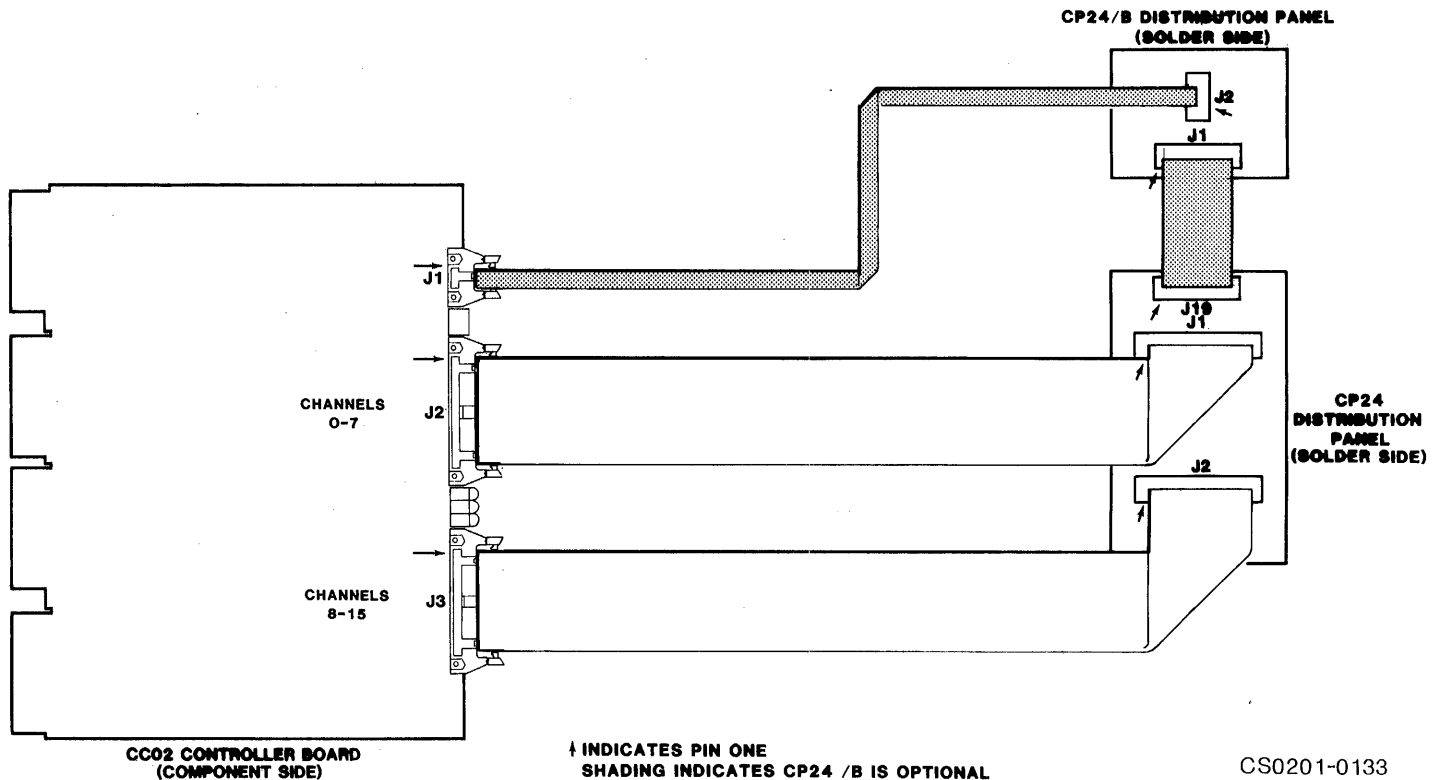 CP24/B DISTRIBUTION PANEL
(SOLDER SIDE)
J2
J1
J1
J19
J1
CHANNELS
0-7
J2
CP24
DISTRIBUTION
PANEL
(SOLDER SIDE)
J2
CHANNELS
8-15
J3
CC02 CONTROLLER BOARD
(COMPONENT SIDE)
INDICATES PIN ONE
SHADING INDICATES CP24 /B IS OPTIONAL
CS0201-0133